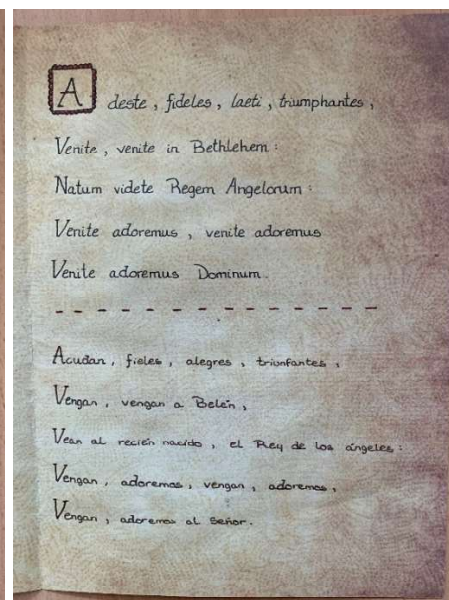 Adeste, fideles, laeti, triumphantes,
Venite, venite in Bethlehem:
Natum videte Regem Angelorum:
Venite adoremus, venite adoremus
Venite adoremus Dominum.
Acudan, fieles, alegres, triunfantes,
Vengan, vengan a Belén,
Vean al recién nacido, el Rey de los ángeles:
Vengan, adoremos, vengan, adoremos,
Vengan, adoremos al Señor.